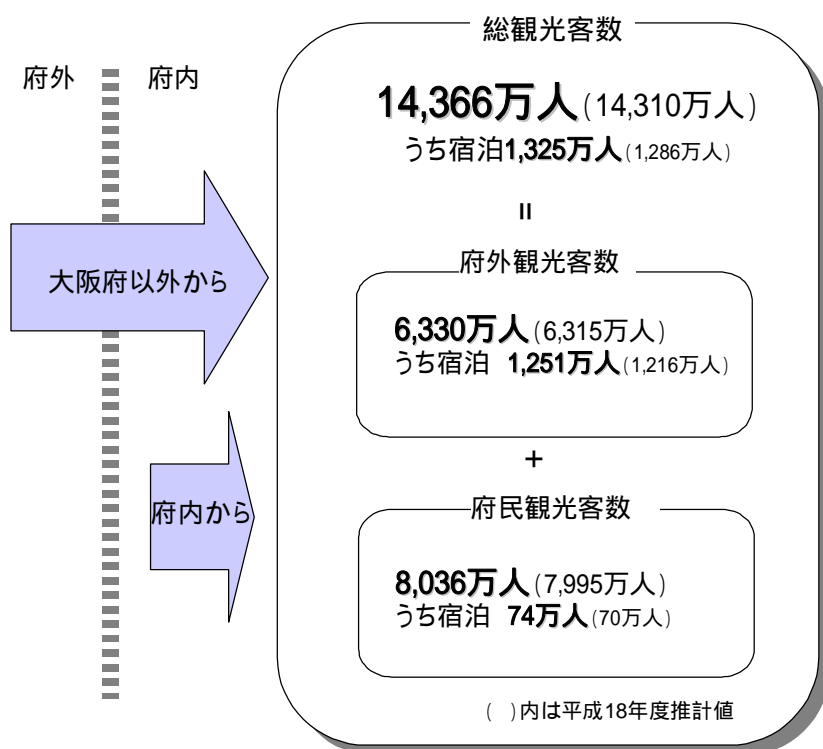 府外
府内
総観光客数
14,366万人(14,310万人)
うち宿泊1,325万人(1,286万人)
=
大阪府以外から
府外観光客数
6,330万人(6,315万人)
うち宿泊 1,251万人(1,216万人)
+
府内から
府民観光客数
8,036万人(7,995万人)
うち宿泊 74万人(70万人)
( )内は平成18年度推計値